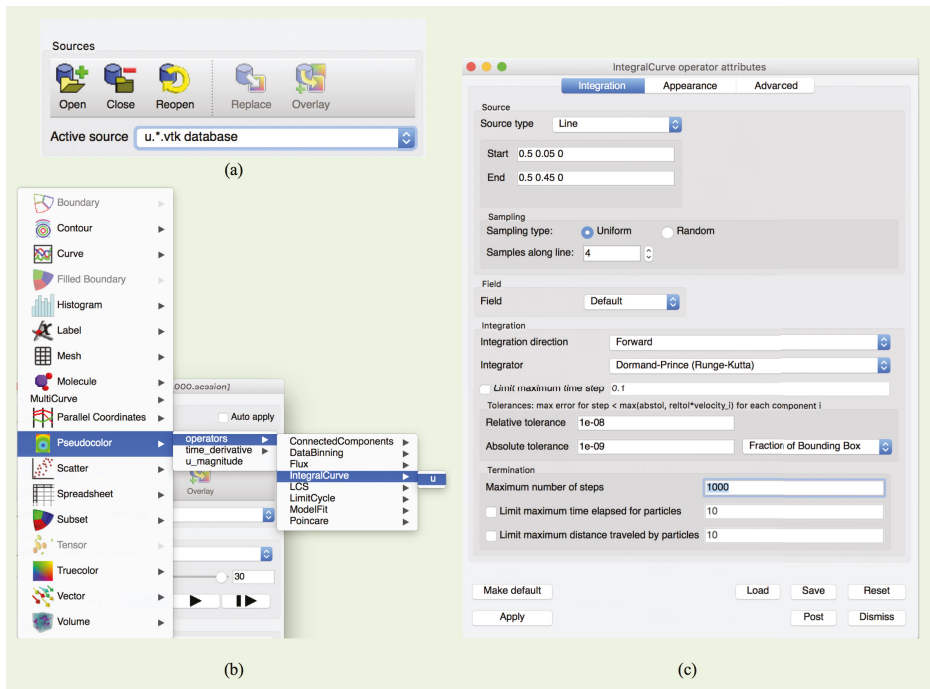 Sources
Open Close Reopen Replace Overlay
Active source u.*.vtk database
(a)
Boundary
Contour
Curve
Filled Boundary
Histogram
Label
Mesh
Molecule
MultiCurve
Parallel Coordinates
Pseudocolor
Scatter
Spreadsheet
Subset
Tensor
Truecolor
Vector
Volume
000.session]
Auto apply
operators
time_derivative
u_magnitude
Overlay
ConnectedComponents
DataBinning
Flux
IntegralCurve
LCS
LimitCycle
ModelFit
Poincare
u
30
(b)
IntegralCurve operator attributes
Integration Appearance Advanced
Source
Source type Line
Start 0.5 0.05 0
End 0.5 0.45 0
Sampling
Sampling type: Uniform Random
Samples along line: 4
Field
Field Default
Integration
Integration direction Forward
Integrator Dormand-Prince (Runge-Kutta)
Limit maximum time step 0.1
Tolerances: max error for step < max(abstol, reltol*velocity_i) for each component i
Relative tolerance 1e-08
Absolute tolerance 1e-09 Fraction of Bounding Box
Termination
Maximum number of steps 1000
Limit maximum time elapsed for particles 10
Limit maximum distance traveled by particles 10
Make default Load Save Reset
Apply Post Dismiss
(c)